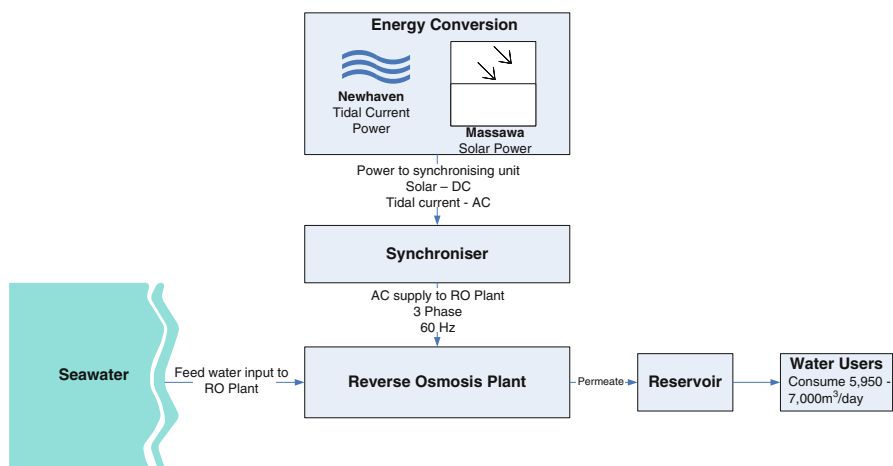 Energy Conversion
Newhaven
Tidal Current
Power
Massawa
Solar Power
Power to synchronising unit
Solar – DC
Tidal current - AC
Synchroniser
AC supply to RO Plant
3 Phase
60 Hz
Seawater
Feed water input to
RO Plant
Reverse Osmosis Plant
Permeate
Reservoir
Water Users
Consume 5,950 -
7,000m³/day